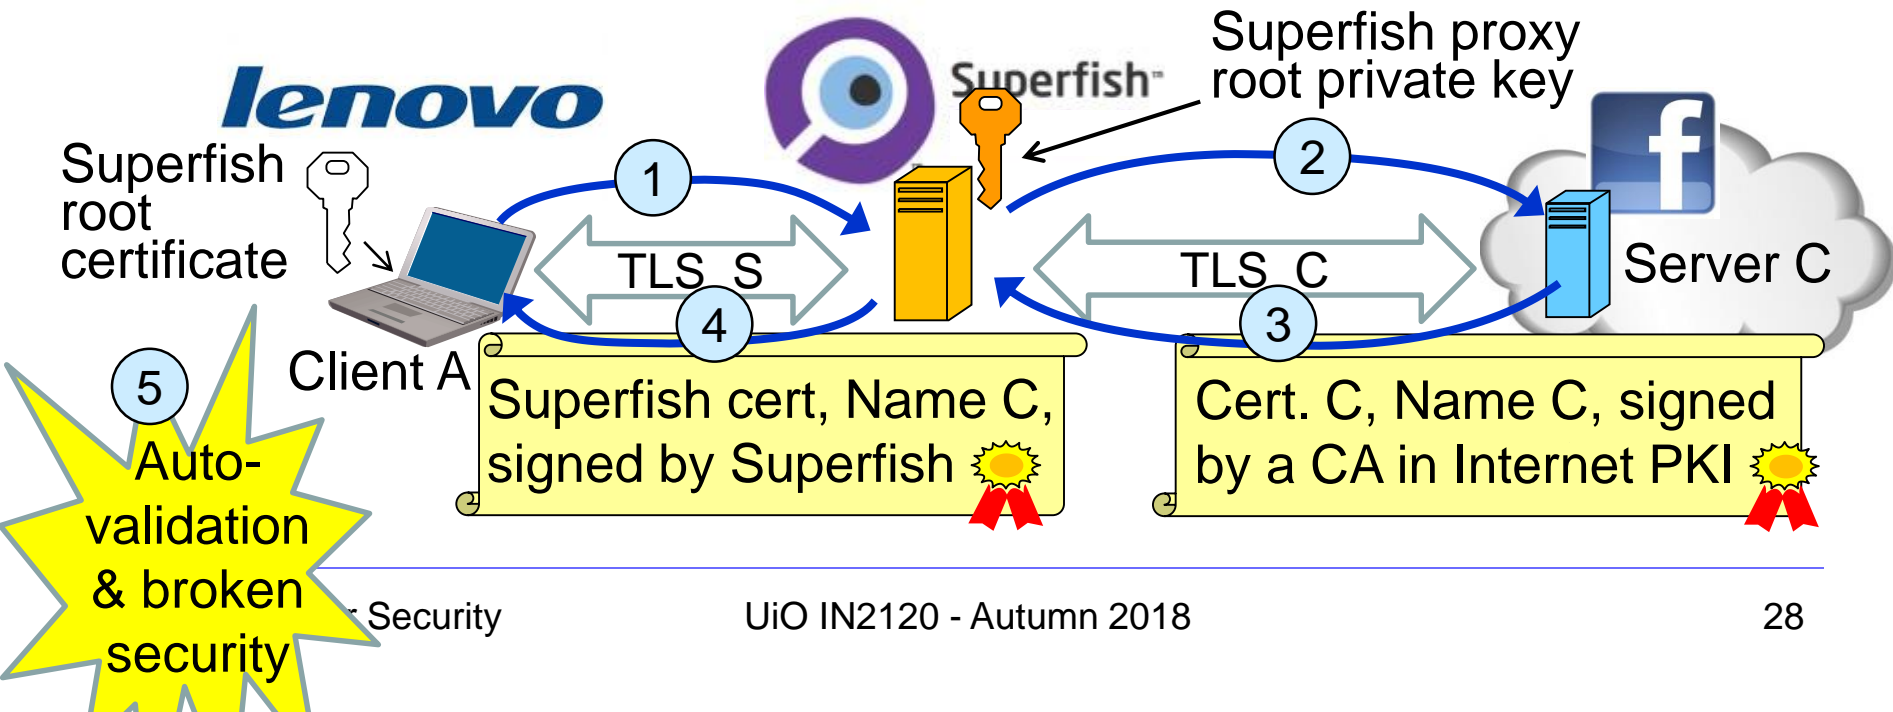 lenovo
Superfish™
Superfish proxy
root private key
f
Superfish
root
certificate
1
2
TLS_S
TLS_C
Server C
4
3
Client A
Superfish cert, Name C,
signed by Superfish
Cert. C, Name C, signed
by a CA in Internet PKI
5
Auto-
validation
& broken
security
Security
UiO IN2120 - Autumn 2018
28